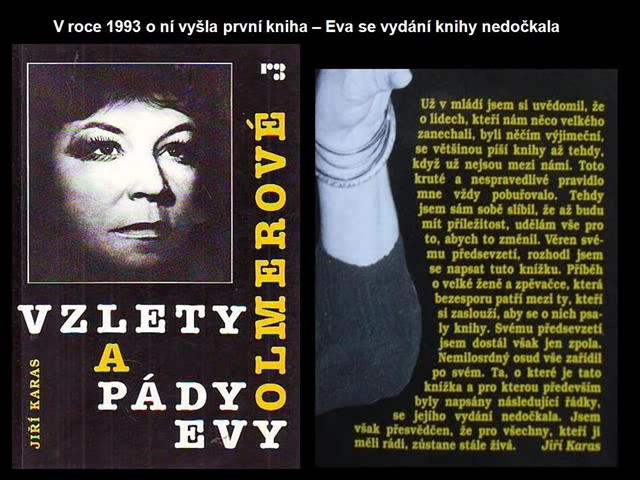 V roce 1993 o ní vyšla první kniha – Eva se vydání knihy nedočkala
r3
VZLETY
A
PÁDY
EVY
OLMEROVÉ
JIŘÍ KARAS
Už v mládí jsem si uvědomil, že
o lidech, kteří nám něco velkého
zanechali, byli něčím výjimeční,
se většinou píší knihy až tehdy,
když už nejsou mezi námi. Toto
kruté a nespravedlivé pravidlo
mne vždy pobuřovalo. Tehdy
jsem sám sobě slíbil, že až budu
mít příležitost, udělám vše pro
to, abych to změnil. Věren své-
mu předsevzetí, rozhodl jsem
se napsat tuto knížku. Příběh
o velké ženě a zpěvačce, která
bezesporu patří mezi ty, kteří
si zaslouží, aby se o nich psa-
ly knihy. Svému předsevzetí
jsem dostál však jen zpola.
Nemilosrdný osud vše zařídil
po svém. Ta, o které je tato
knížka a pro kterou především
byly napsány následující řádky,
se jejího vydání nedočkala. Jsem
však přesvědčen, že pro všechny, kteří ji
měli rádi, zůstane stále živá. Jiří Karas